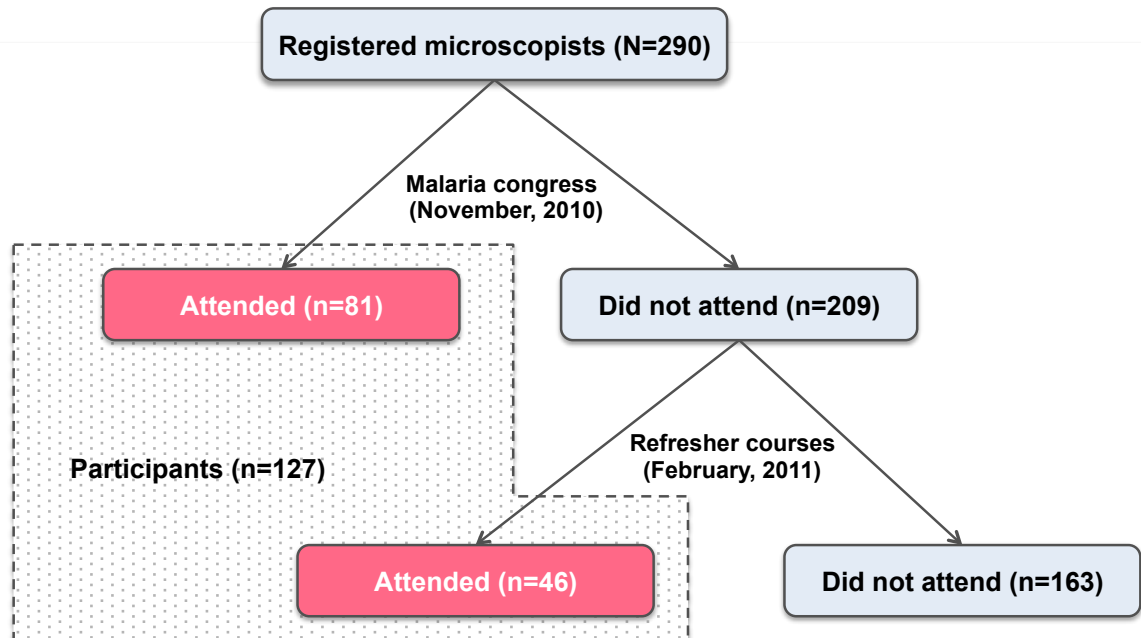 Registered microscopists (N=290)
Malaria congress
(November, 2010)
Attended (n=81)
Did not attend (n=209)
Refresher courses
(February, 2011)
Participants (n=127)
Attended (n=46)
Did not attend (n=163)